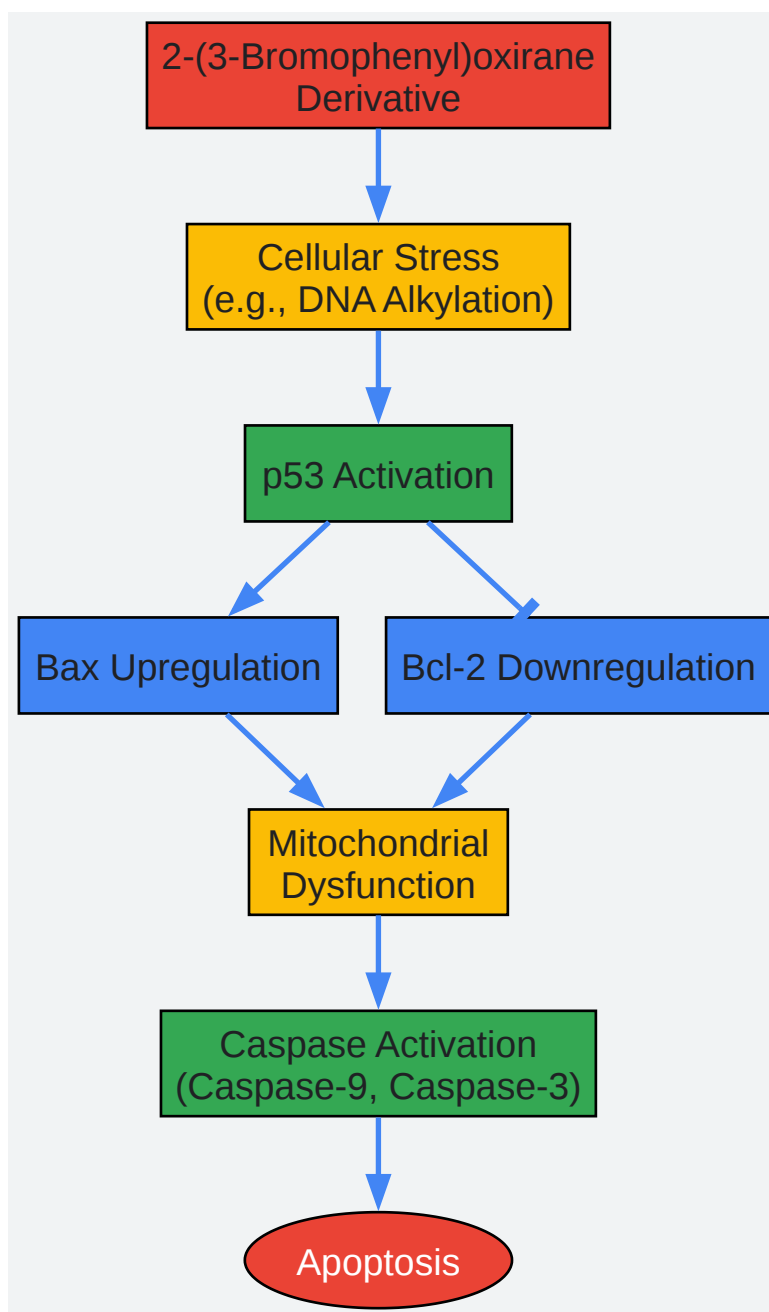 2-(3-Bromophenyl)oxirane
Derivative
Cellular Stress
(e.g., DNA Alkylation)
p53 Activation
Bax Upregulation
Bcl-2 Downregulation
Mitochondrial
Dysfunction
Caspase Activation
(Caspase-9, Caspase-3)
Apoptosis